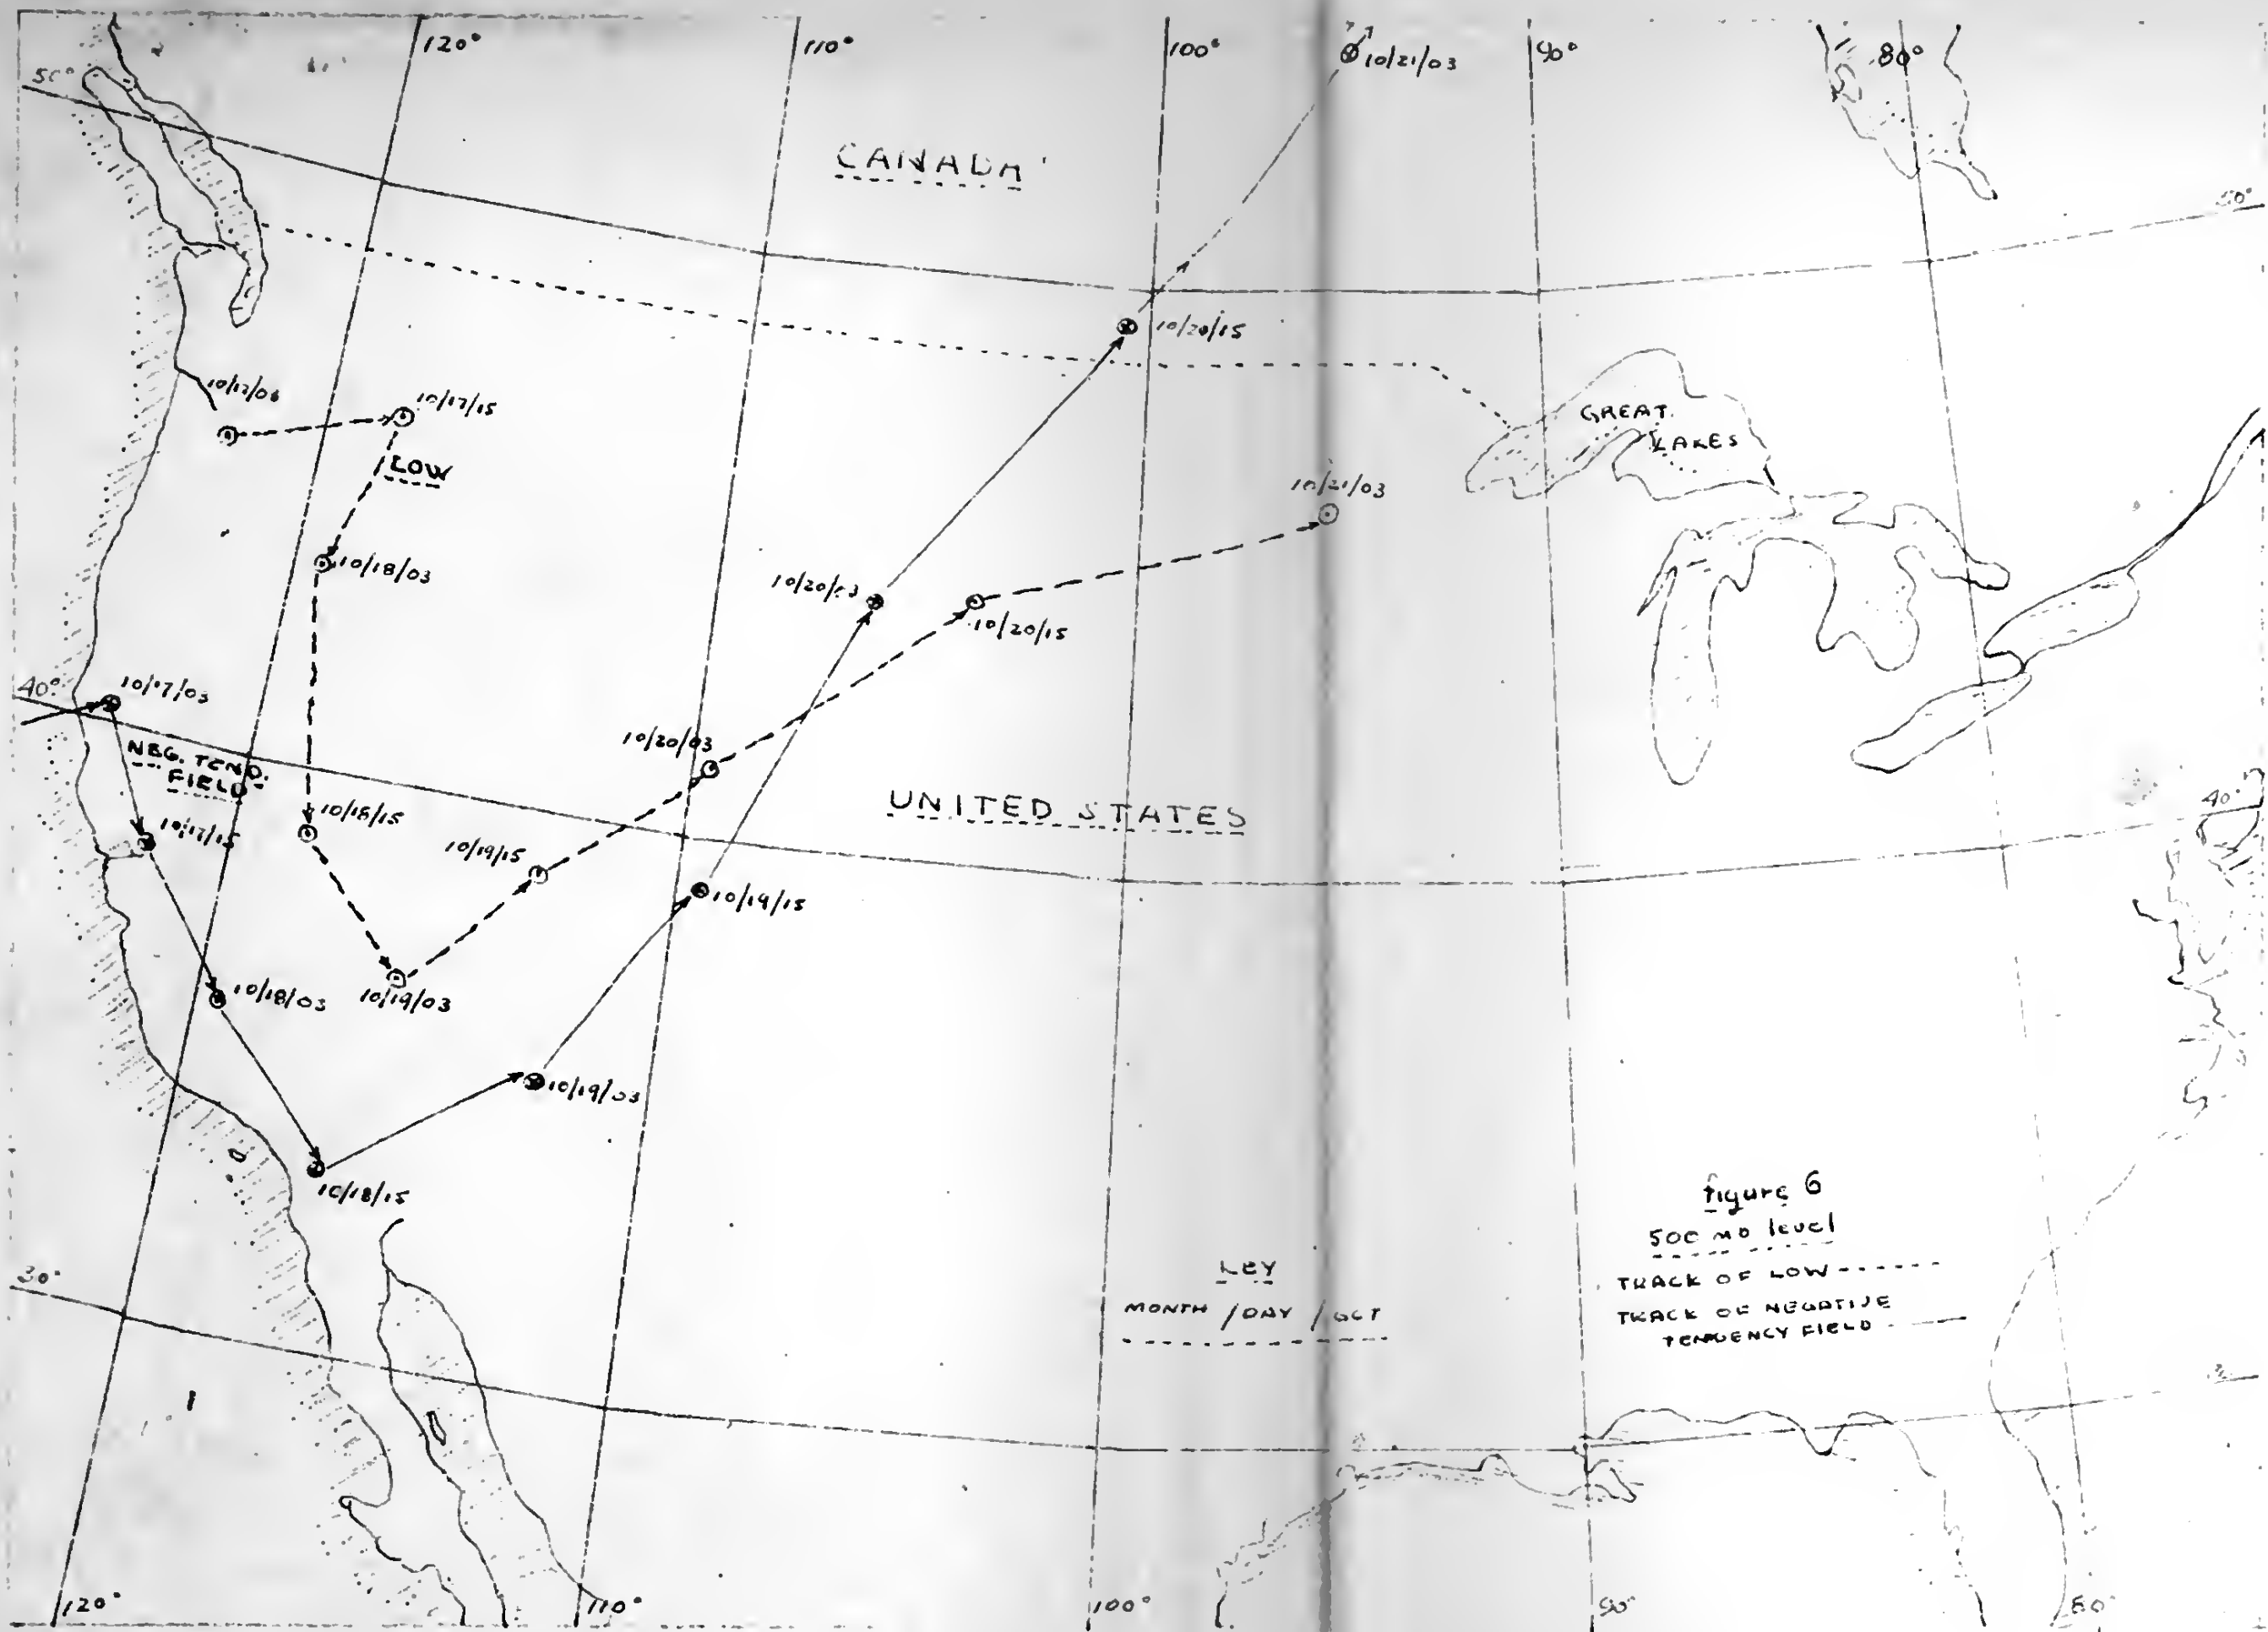 120°
110°
100°
10/21/03
90°
80°
50°
CANADA
50°
10/20/15
10/17/15
GREAT
LAKES
LOW
10/21/03
10/18/03
10/20/03
10/20/15
40°
10/17/03
10/20/03
NEG. TEND.
FIELD
UNITED STATES
40°
10/18/15
10/17/15
10/19/15
10/19/15
10/18/03
10/19/03
10/19/03
10/18/15
figure 6
500 mb level
30°
KEY
TRACK OF LOW
MONTH / DAY / GCT
TRACK OF NEGATIVE
TENDENCY FIELD
120°
110°
100°
90°
80°